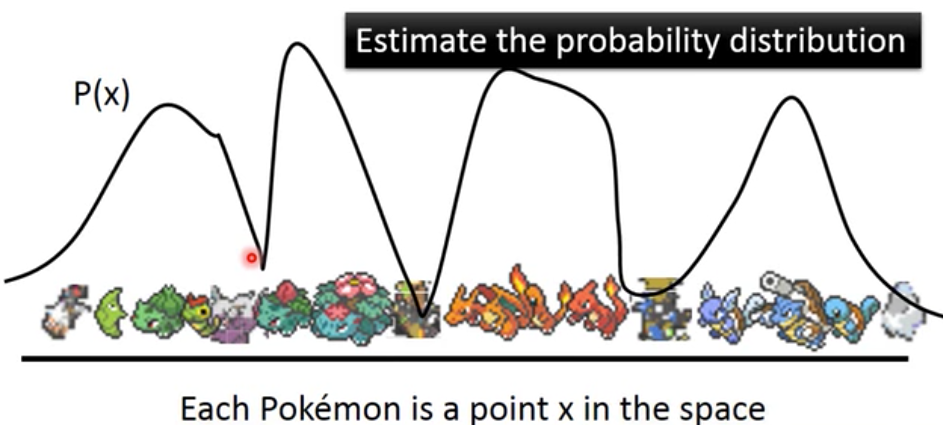 Estimate the probability distribution
P(x)
Each Pokémon is a point x in the space